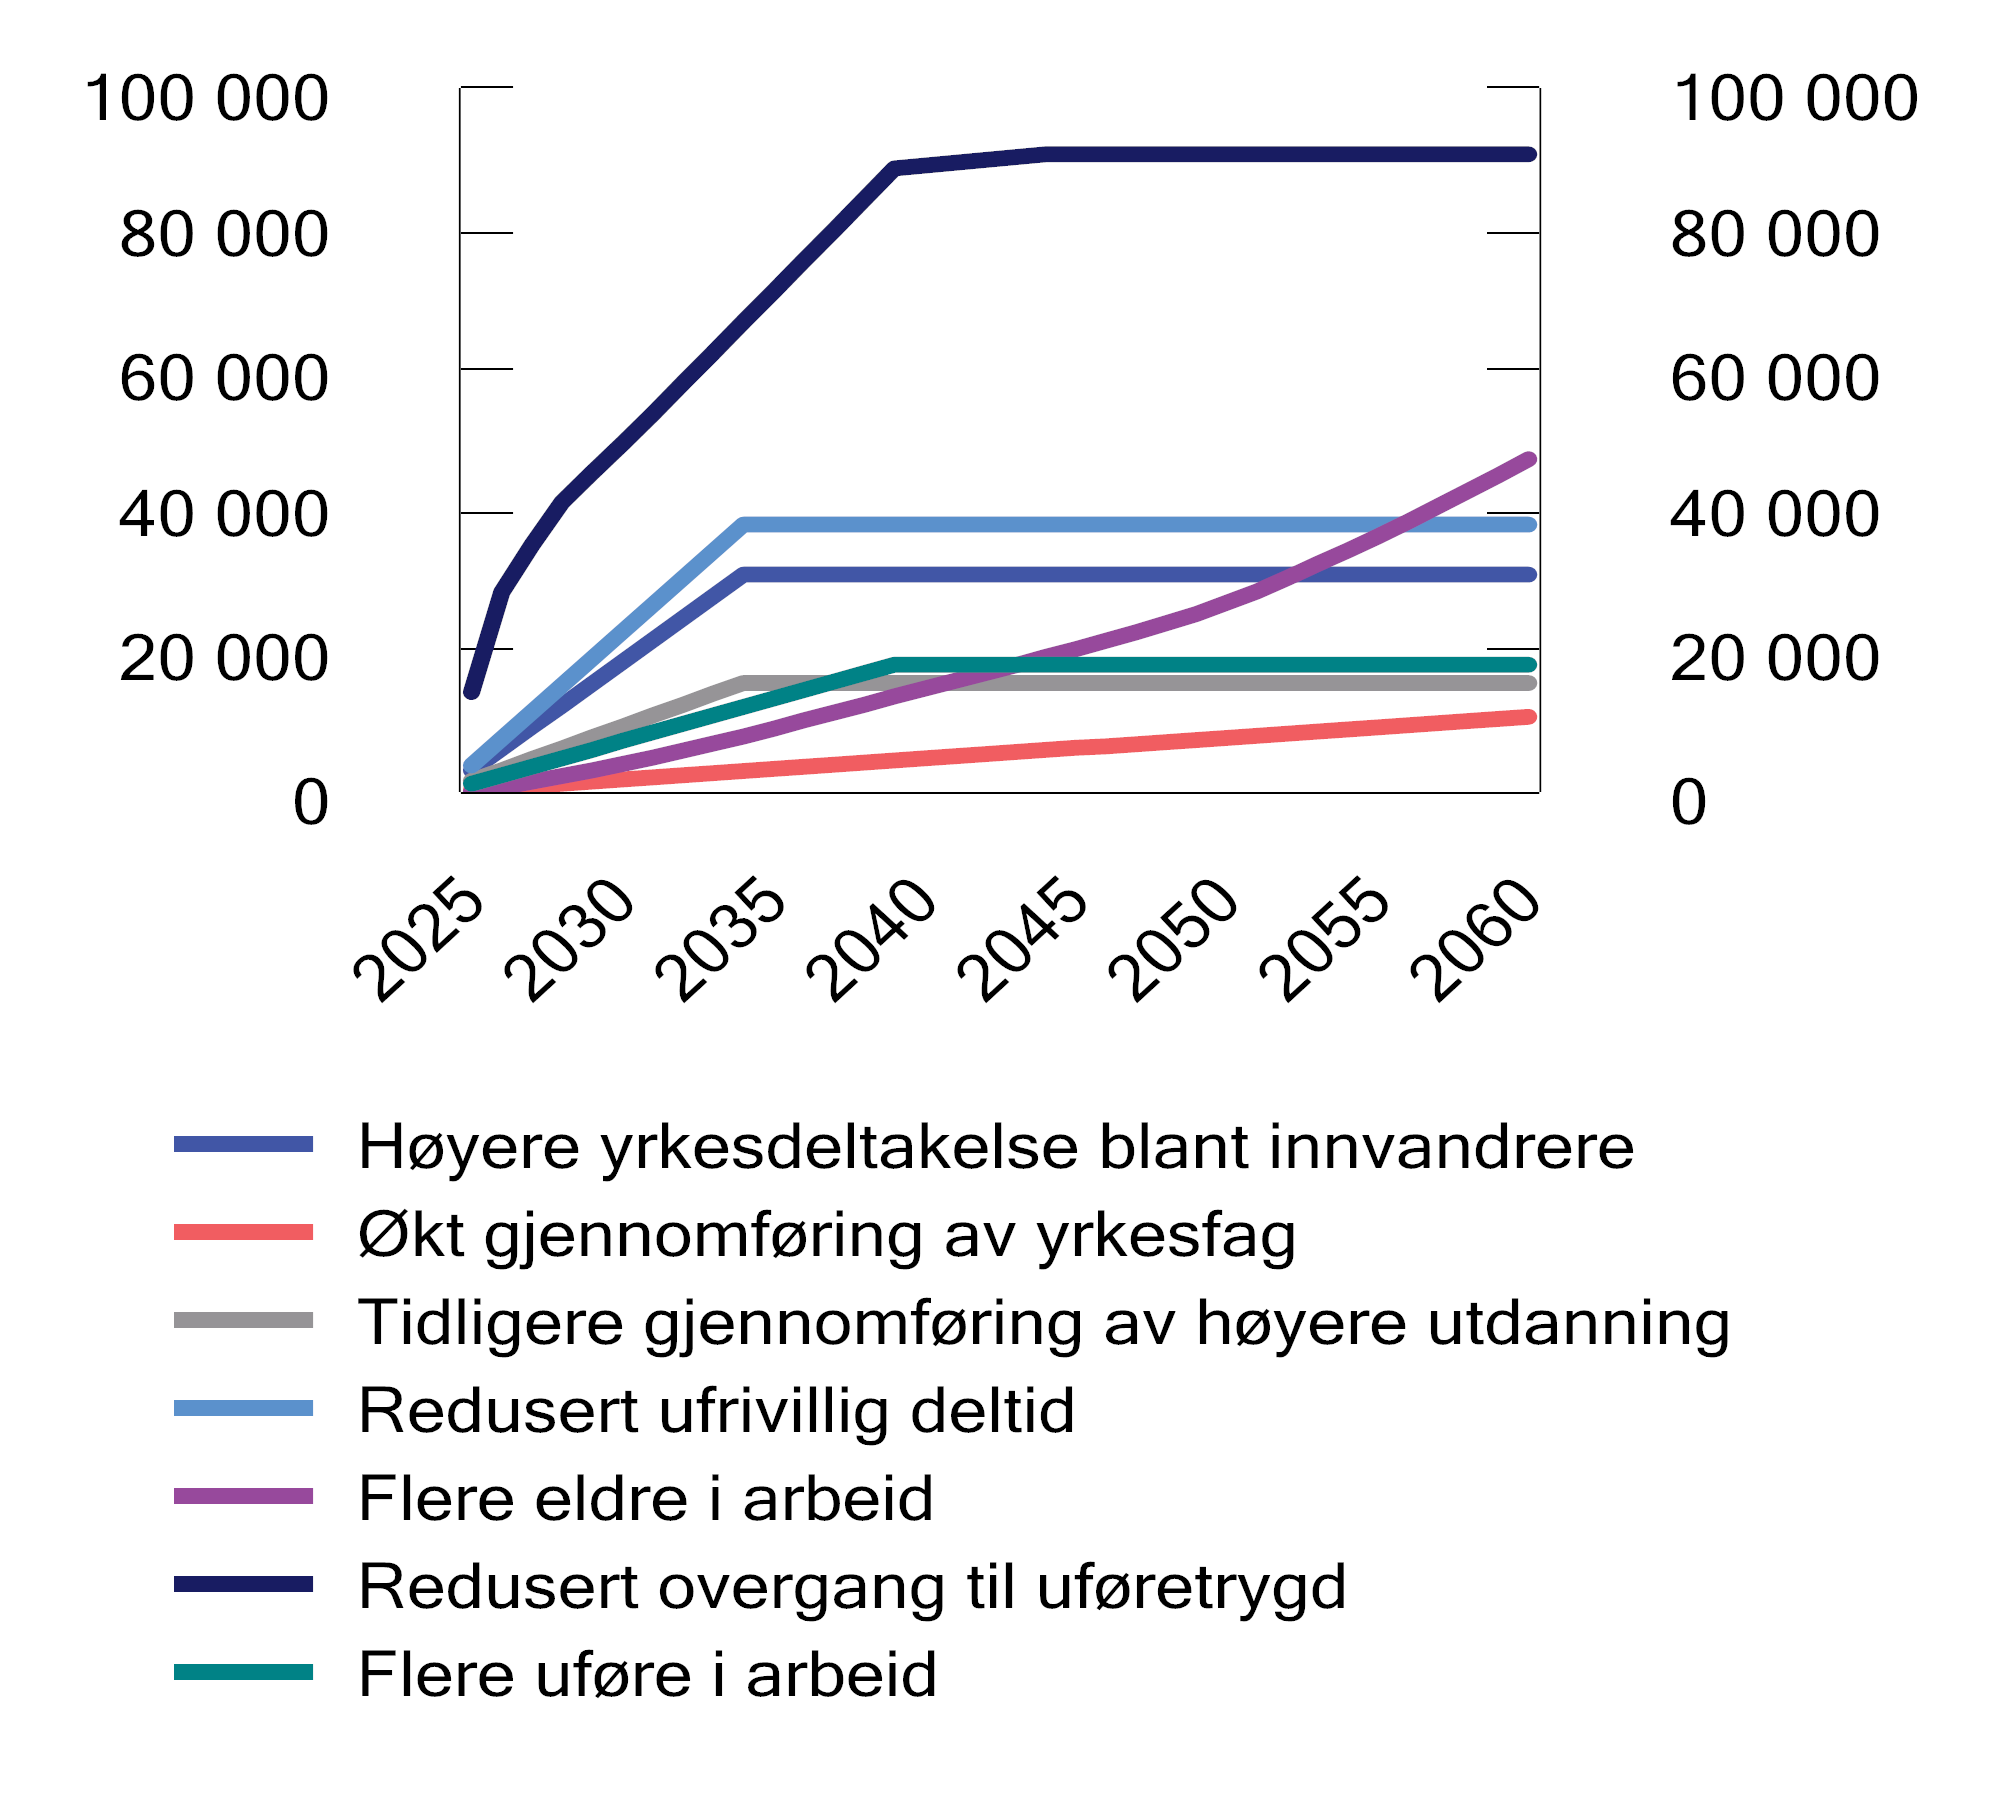 100 000 100 000
80 000 80 000
60 000 60 000
40 000 40 000
20 000 20 000
0 0
2025 2030 2035 2040 2045 2050 2055 2060
Høyere yrkesdeltakelse blant innvandrere
Økt gjennomføring av yrkesfag
Tidligere gjennomføring av høyere utdanning
Redusert ufrivillig deltid
Flere eldre i arbeid
Redusert overgang til uføretrygd
Flere uføre i arbeid